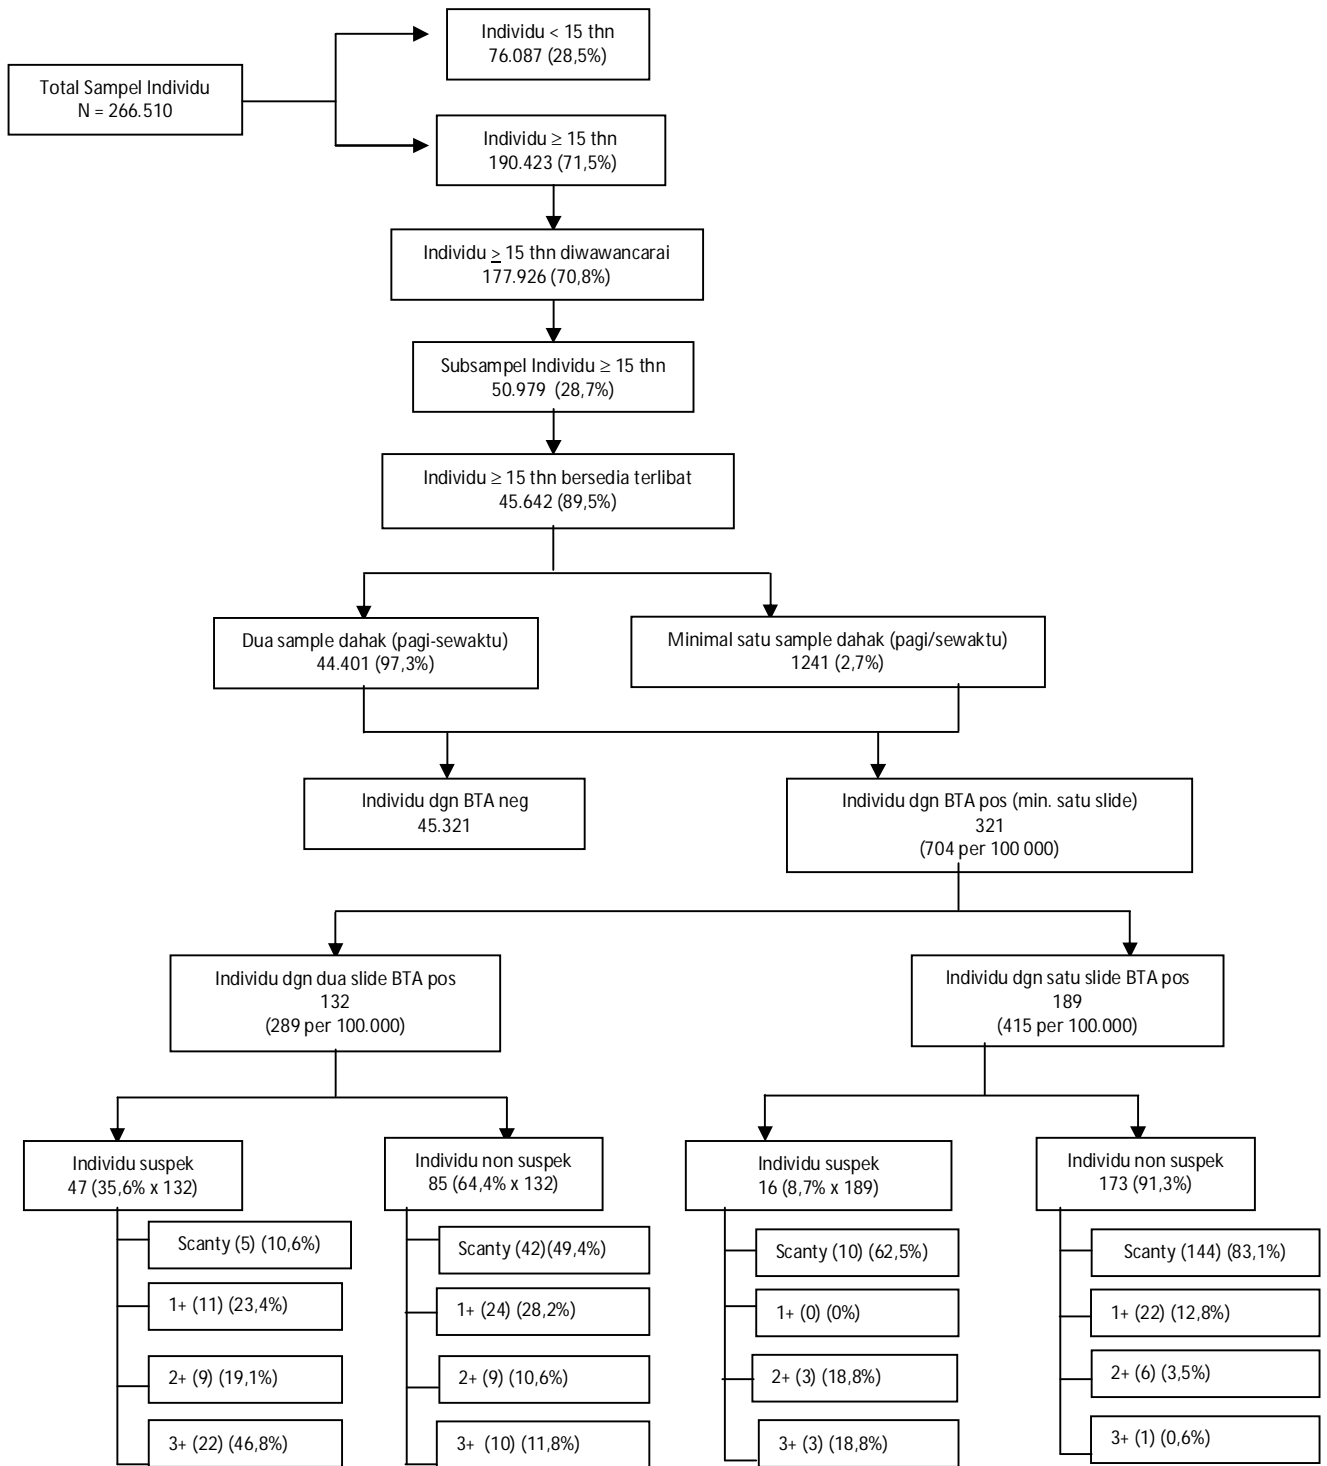 Individu < 15 thn
76.087 (28,5%)
Total Sampel Individu
N = 266.510
Individu ≥ 15 thn
190.423 (71,5%)
Individu ≥ 15 thn diwawancarai
177.926 (70,8%)
Subsampel Individu ≥ 15 thn
50.979 (28,7%)
Individu ≥ 15 thn bersedia terlibat
45.642 (89,5%)
Dua sample dahak (pagi-sewaktu)
44.401 (97,3%)
Minimal satu sample dahak (pagi/sewaktu)
1241 (2,7%)
Individu dgn BTA neg
45.321
Individu dgn BTA pos (min. satu slide)
321
(704 per 100 000)
Individu dgn dua slide BTA pos
132
(289 per 100.000)
Individu dgn satu slide BTA pos
189
(415 per 100.000)
Individu suspek
47 (35,6% x 132)
Individu non suspek
85 (64,4% x 132)
Individu suspek
16 (8,7% x 189)
Individu non suspek
173 (91,3%)
Scanty (5) (10,6%)
Scanty (42)(49,4%)
Scanty (10) (62,5%)
Scanty (144) (83,1%)
1+ (11) (23,4%)
1+ (24) (28,2%)
1+ (0) (0%)
1+ (22) (12,8%)
2+ (9) (19,1%)
2+ (9) (10,6%)
2+ (3) (18,8%)
2+ (6) (3,5%)
3+ (22) (46,8%)
3+ (10) (11,8%)
3+ (3) (18,8%)
3+ (1) (0,6%)